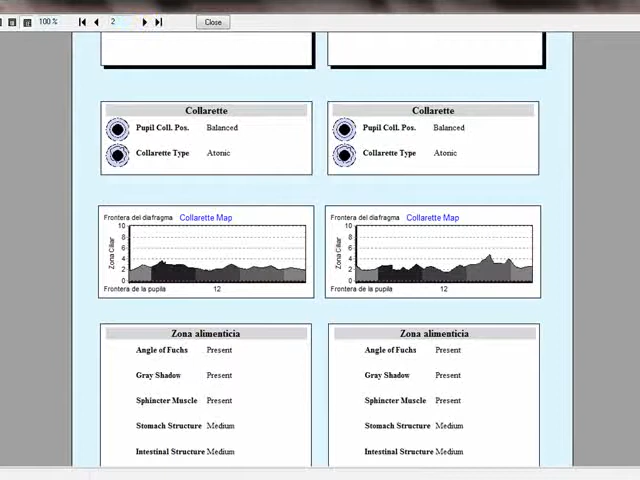 100 %
2
Close
Collarette
Pupil Coll. Pos. Balanced
Collarette Type Atonic
Collarette
Pupil Coll. Pos. Balanced
Collarette Type Atonic
Frontera del diafragma Collarette Map
10
8
6
4
2
0
Zona Ciliar
Frontera de la pupila 12
Frontera del diafragma Collarette Map
10
8
6
4
2
0
Zona Ciliar
Frontera de la pupila 12
Zona alimenticia
Angle of Fuchs Present
Gray Shadow Present
Sphincter Muscle Present
Stomach Structure Medium
Intestinal Structure Medium
Zona alimenticia
Angle of Fuchs Present
Gray Shadow Present
Sphincter Muscle Present
Stomach Structure Medium
Intestinal Structure Medium